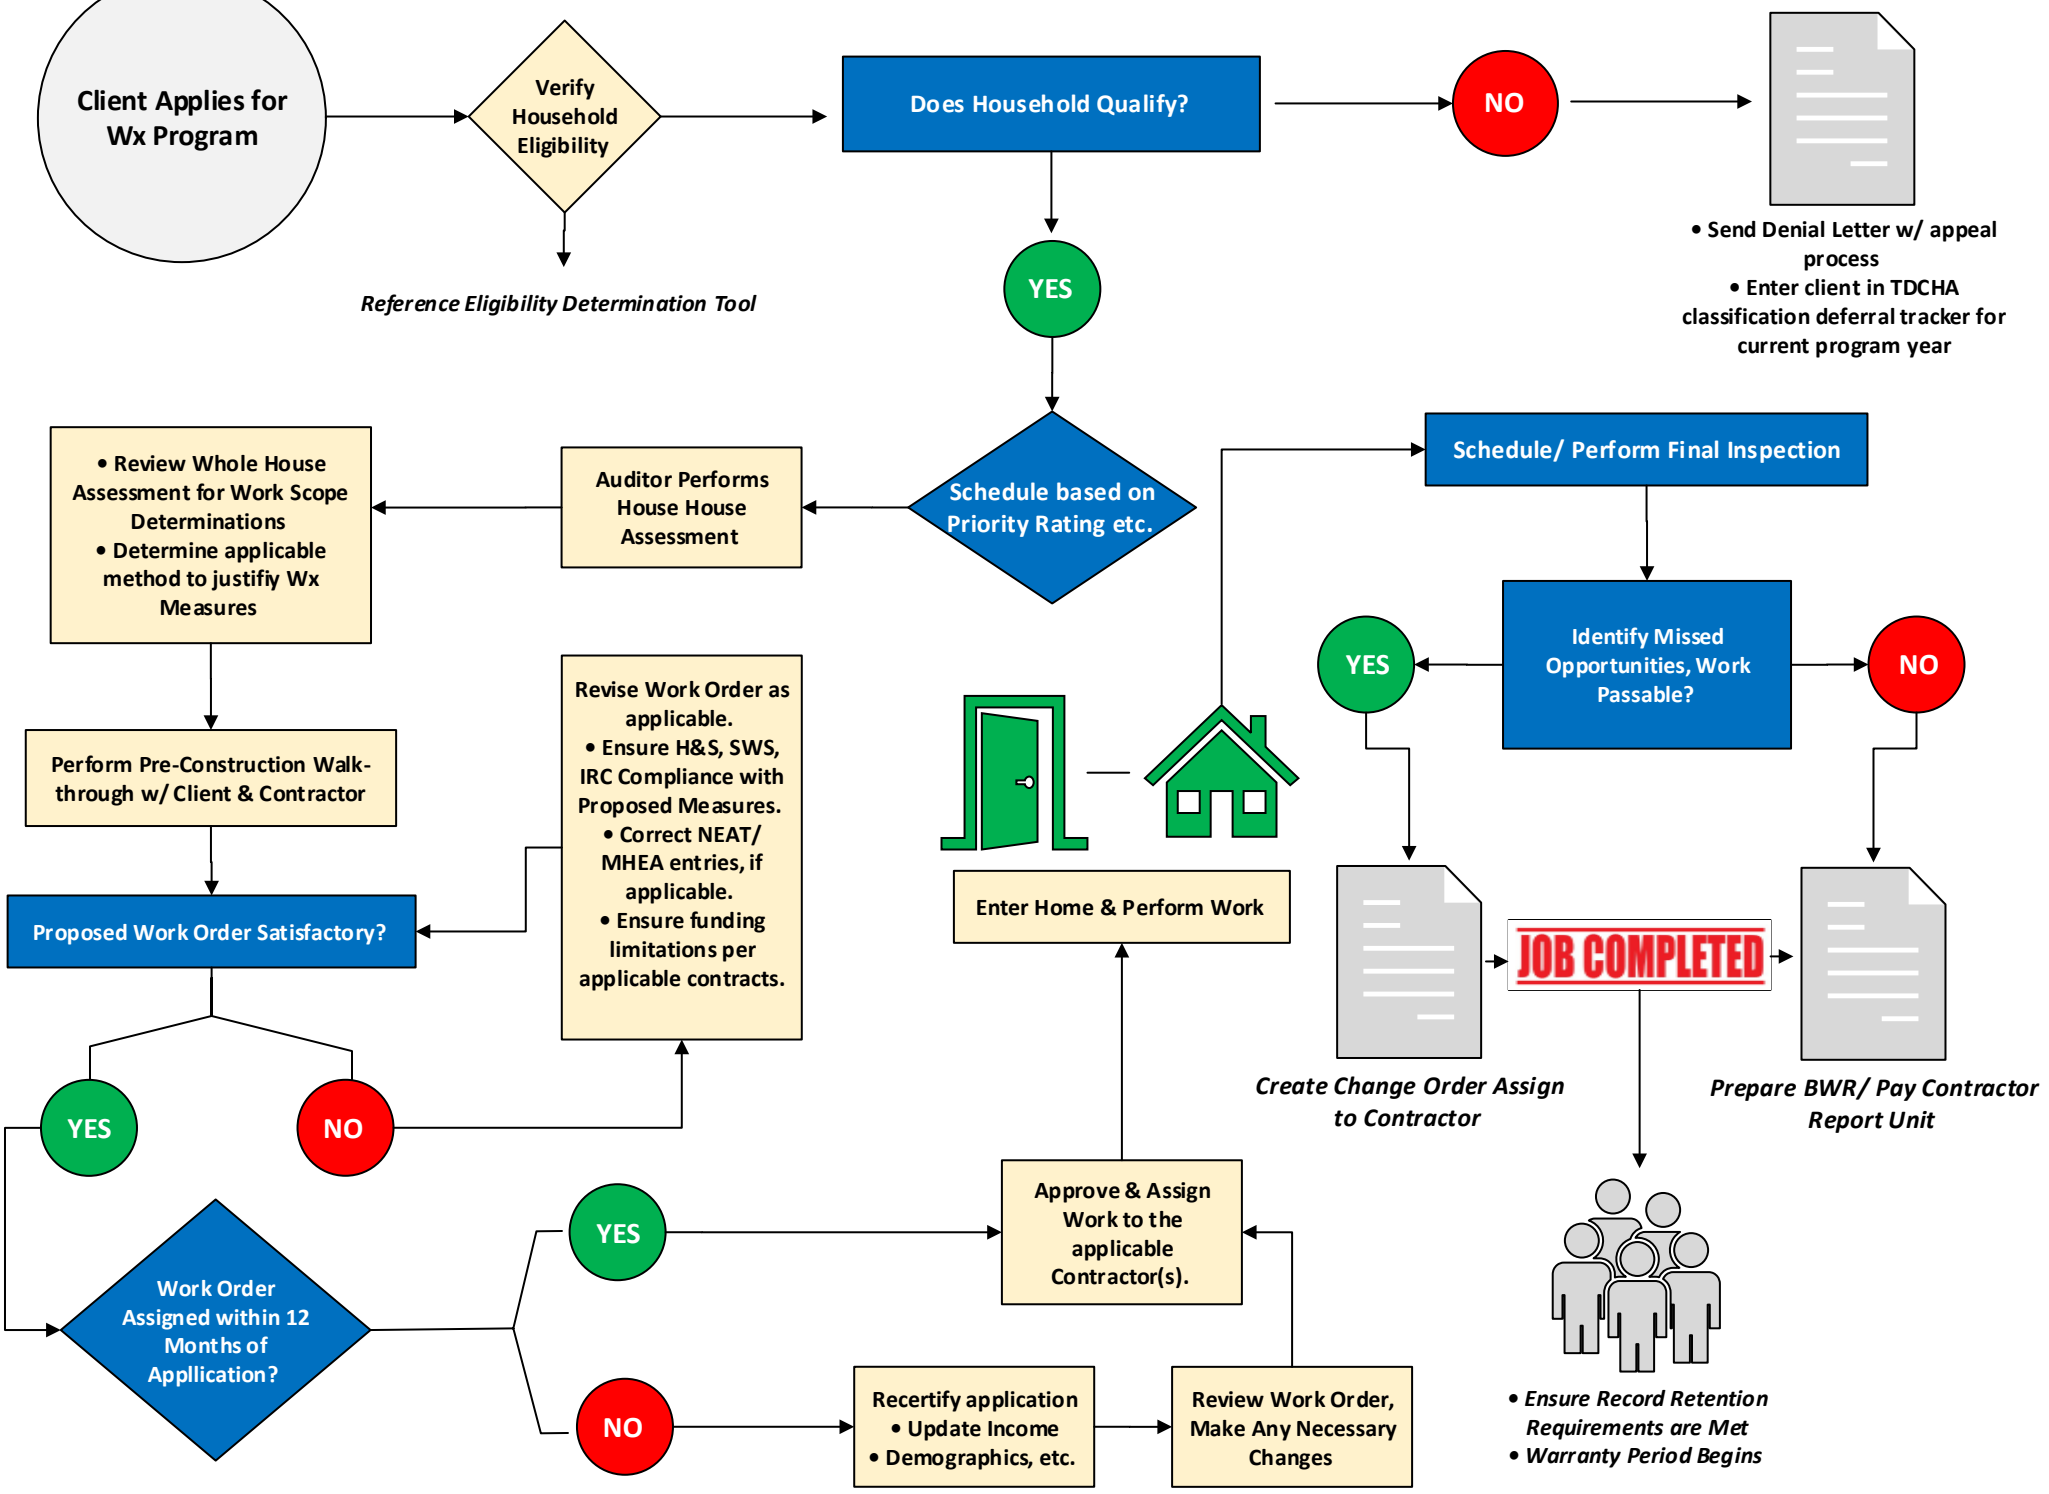 Client Applies for
Wx Program
Verify
Household
Eligibility
Does Household Qualify?
NO
• Send Denial Letter w/ appeal
process
• Enter client in TDCHA
classification deferral tracker for
current program year
Reference Eligibility Determination Tool
YES
Schedule based on
Priority Rating etc.
Auditor Performs
House House
Assessment
• Review Whole House
Assessment for Work Scope
Determinations
• Determine applicable
method to justifiy Wx
Measures
Perform Pre-Construction Walk-
through w/ Client & Contractor
Proposed Work Order Satisfactory?
Revise Work Order as
applicable.
• Ensure H&S, SWS,
IRC Compliance with
Proposed Measures.
• Correct NEAT/
MHEA entries, if
applicable.
• Ensure funding
limitations per
applicable contracts.
YES
NO
Work Order
Assigned within 12
Months of
Appllication?
YES
NO
Recertify application
• Update Income
• Demographics, etc.
Review Work Order,
Make Any Necessary
Changes
Approve & Assign
Work to the
applicable
Contractor(s).
Enter Home & Perform Work
Schedule/ Perform Final Inspection
Identify Missed
Opportunities, Work
Passable?
YES
NO
Create Change Order Assign
to Contractor
JOB COMPLETED
Prepare BWR/ Pay Contractor
Report Unit
• Ensure Record Retention
Requirements are Met
• Warranty Period Begins